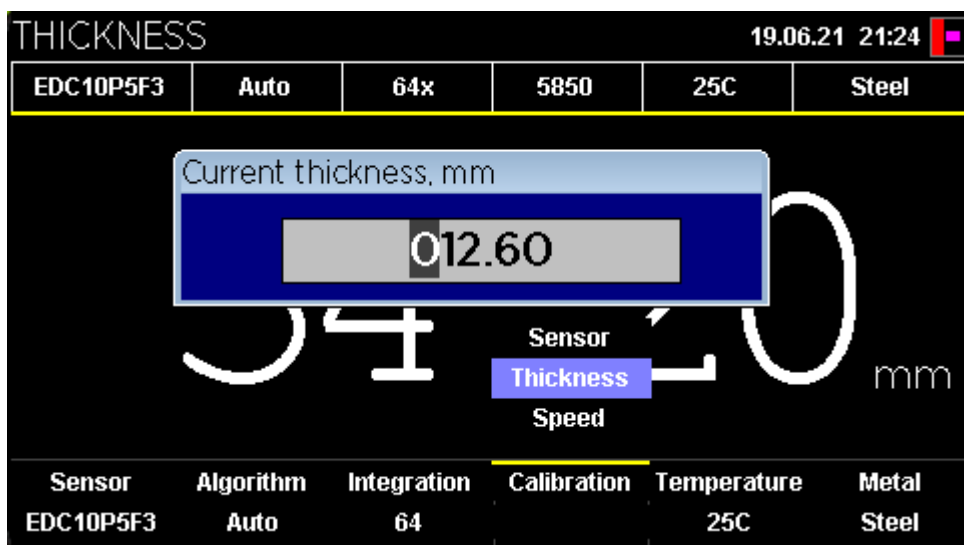 THICKNESS 19.06.21 21:24
EDC10P5F3 Auto 64x 5850 25C Steel
Current thickness, mm
012.60
mm
Sensor
Thickness
Speed
Sensor Algorithm Integration Calibration Temperature Metal
EDC10P5F3 Auto 64 25C Steel